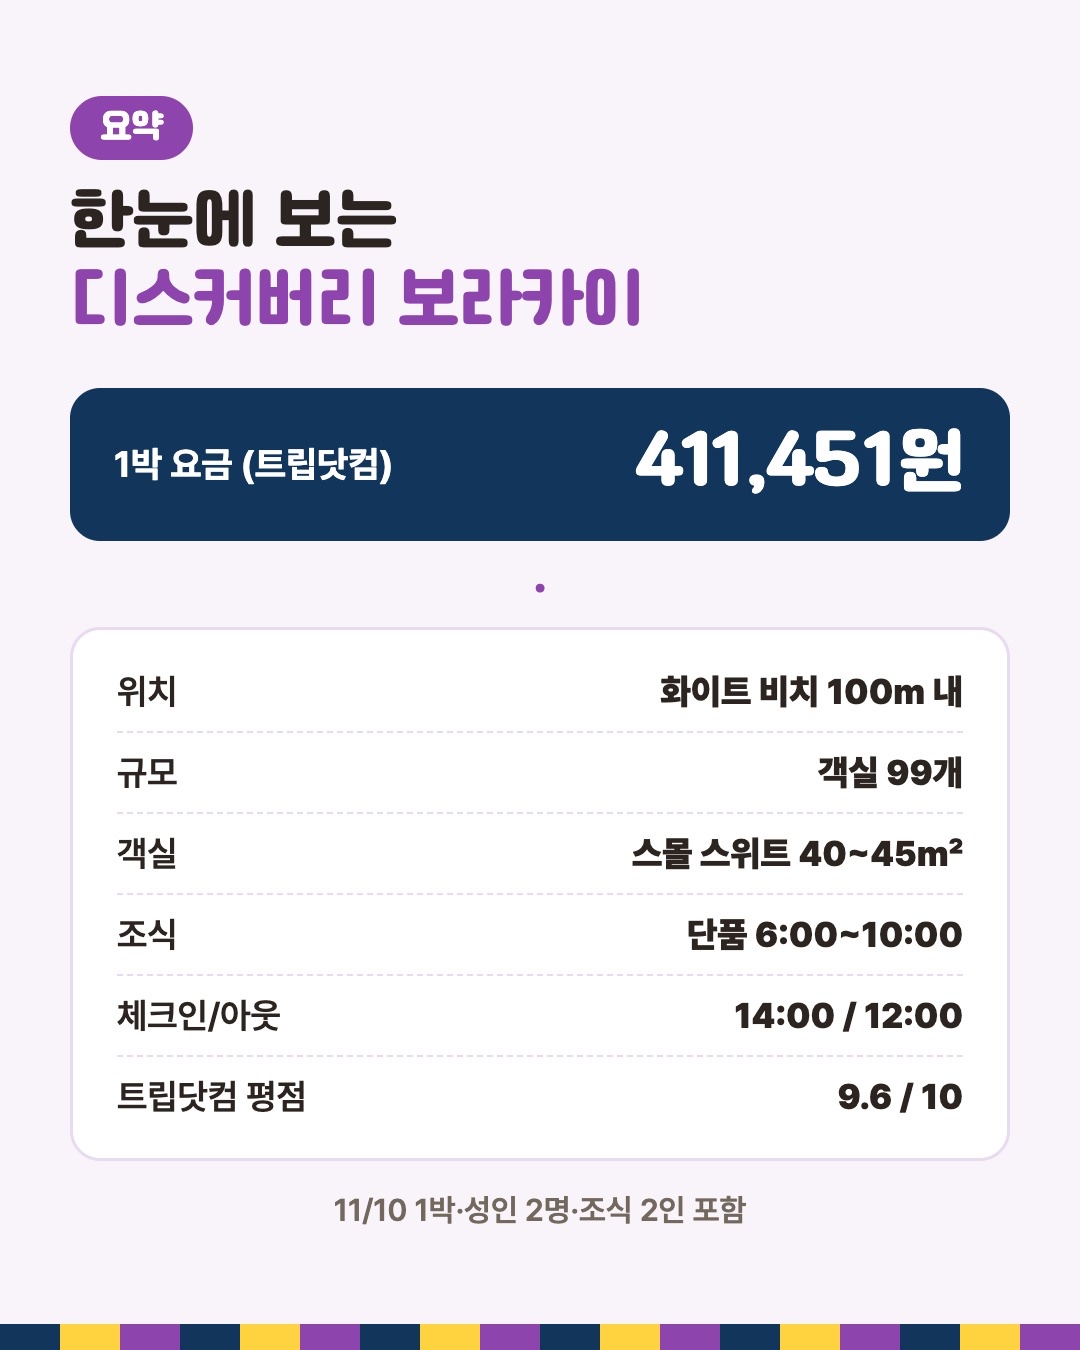 요약
한눈에 보는
디스커버리 보라카이
1박 요금 (트립닷컴) 411,451원
위치 화이트 비치 100m 내
규모 객실 99개
객실 스몰 스위트 40~45m²
조식 단품 6:00~10:00
체크인/아웃 14:00 / 12:00
트립닷컴 평점 9.6 / 10
11/10 1박·성인 2명·조식 2인 포함